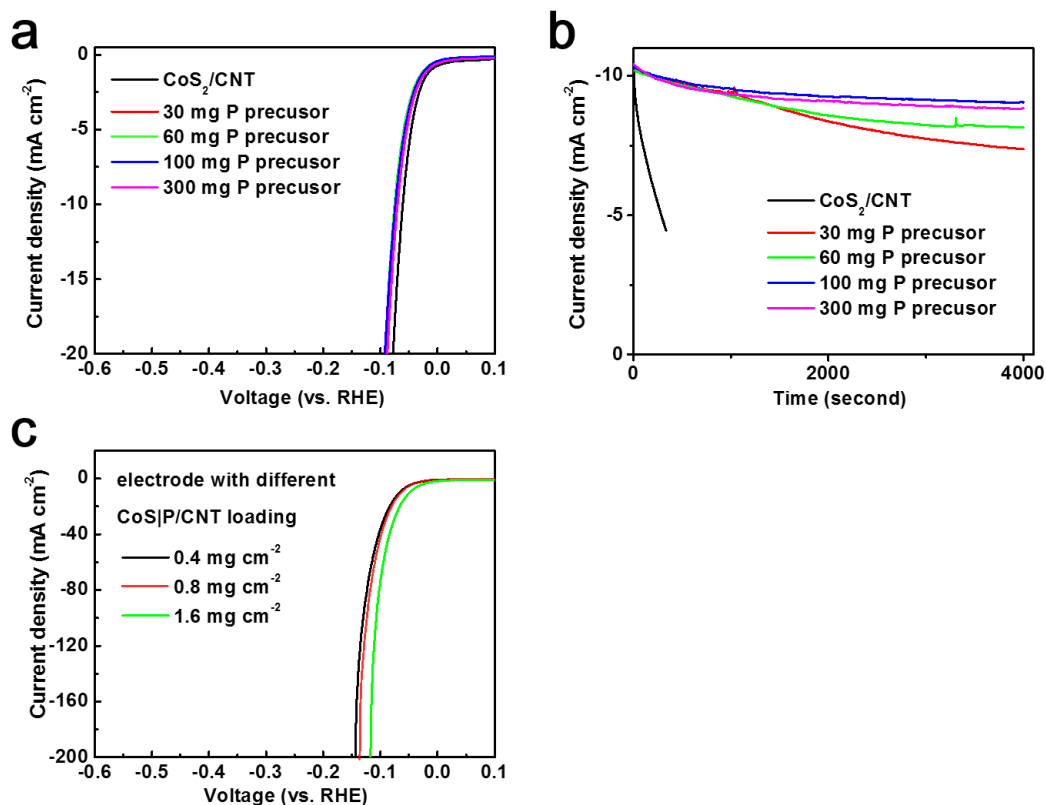 a
0
-5
-10
-15
-20
Current density (mA cm⁻²)
CoS₂/CNT
30 mg P precusor
60 mg P precusor
100 mg P precusor
300 mg P precusor
-0.6 -0.5 -0.4 -0.3 -0.2 -0.1 0.0 0.1
Voltage (vs. RHE)
b
-10
-5
0
Current density (mA cm⁻²)
CoS₂/CNT
30 mg P precusor
60 mg P precusor
100 mg P precusor
300 mg P precusor
0 2000 4000
Time (second)
c
0
-40
-80
-120
-160
-200
Current density (mA cm⁻²)
electrode with different
CoS|P/CNT loading
0.4 mg cm⁻²
0.8 mg cm⁻²
1.6 mg cm⁻²
-0.6 -0.5 -0.4 -0.3 -0.2 -0.1 0.0 0.1
Voltage (vs. RHE)